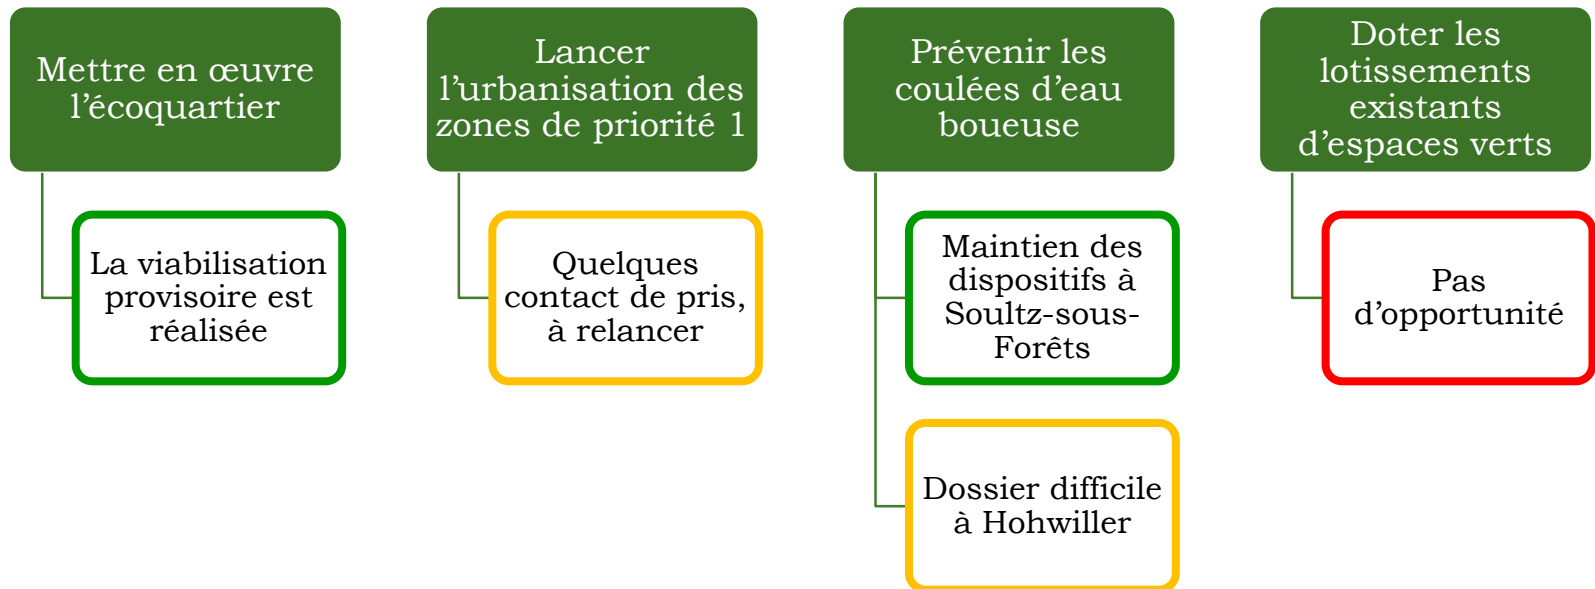 Mettre en œuvre
l’écoquartier
La viabilisation
provisoire est
réalisée
Lancer
l’urbanisation des
zones de priorité 1
Quelques
contact de pris,
à relancer
Prévenir les
coulées d’eau
boueuse
Maintien des
dispositifs à
Soultz-sous-
Forêts
Dossier difficile
à Hohwiller
Doter les
lotissements
existants
d’espaces verts
Pas
d’opportunité